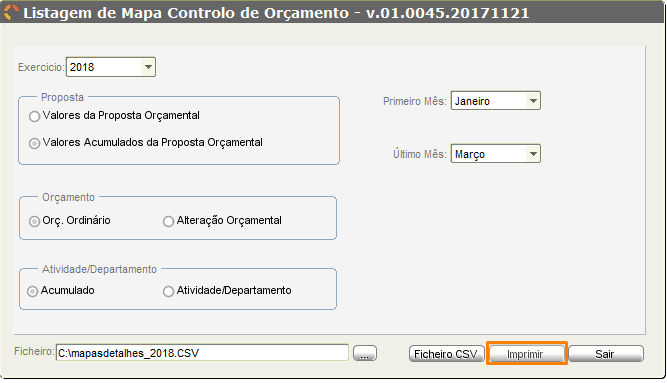 Listagem de Mapa Controlo de Orçamento - v.01.0045.20171121
Exercicio: 2018
Proposta
Valores da Proposta Orçamental
Valores Acumulados da Proposta Orçamental
Primeiro Mês: Janeiro
Último Mês: Março
Orçamento
Orç. Ordinário Alteração Orçamental
Atividade/Departamento
Acumulado Atividade/Departamento
Ficheiro: C:\mapasdetalhes_2018.CSV ... Ficheiro CSV Imprimir Sair